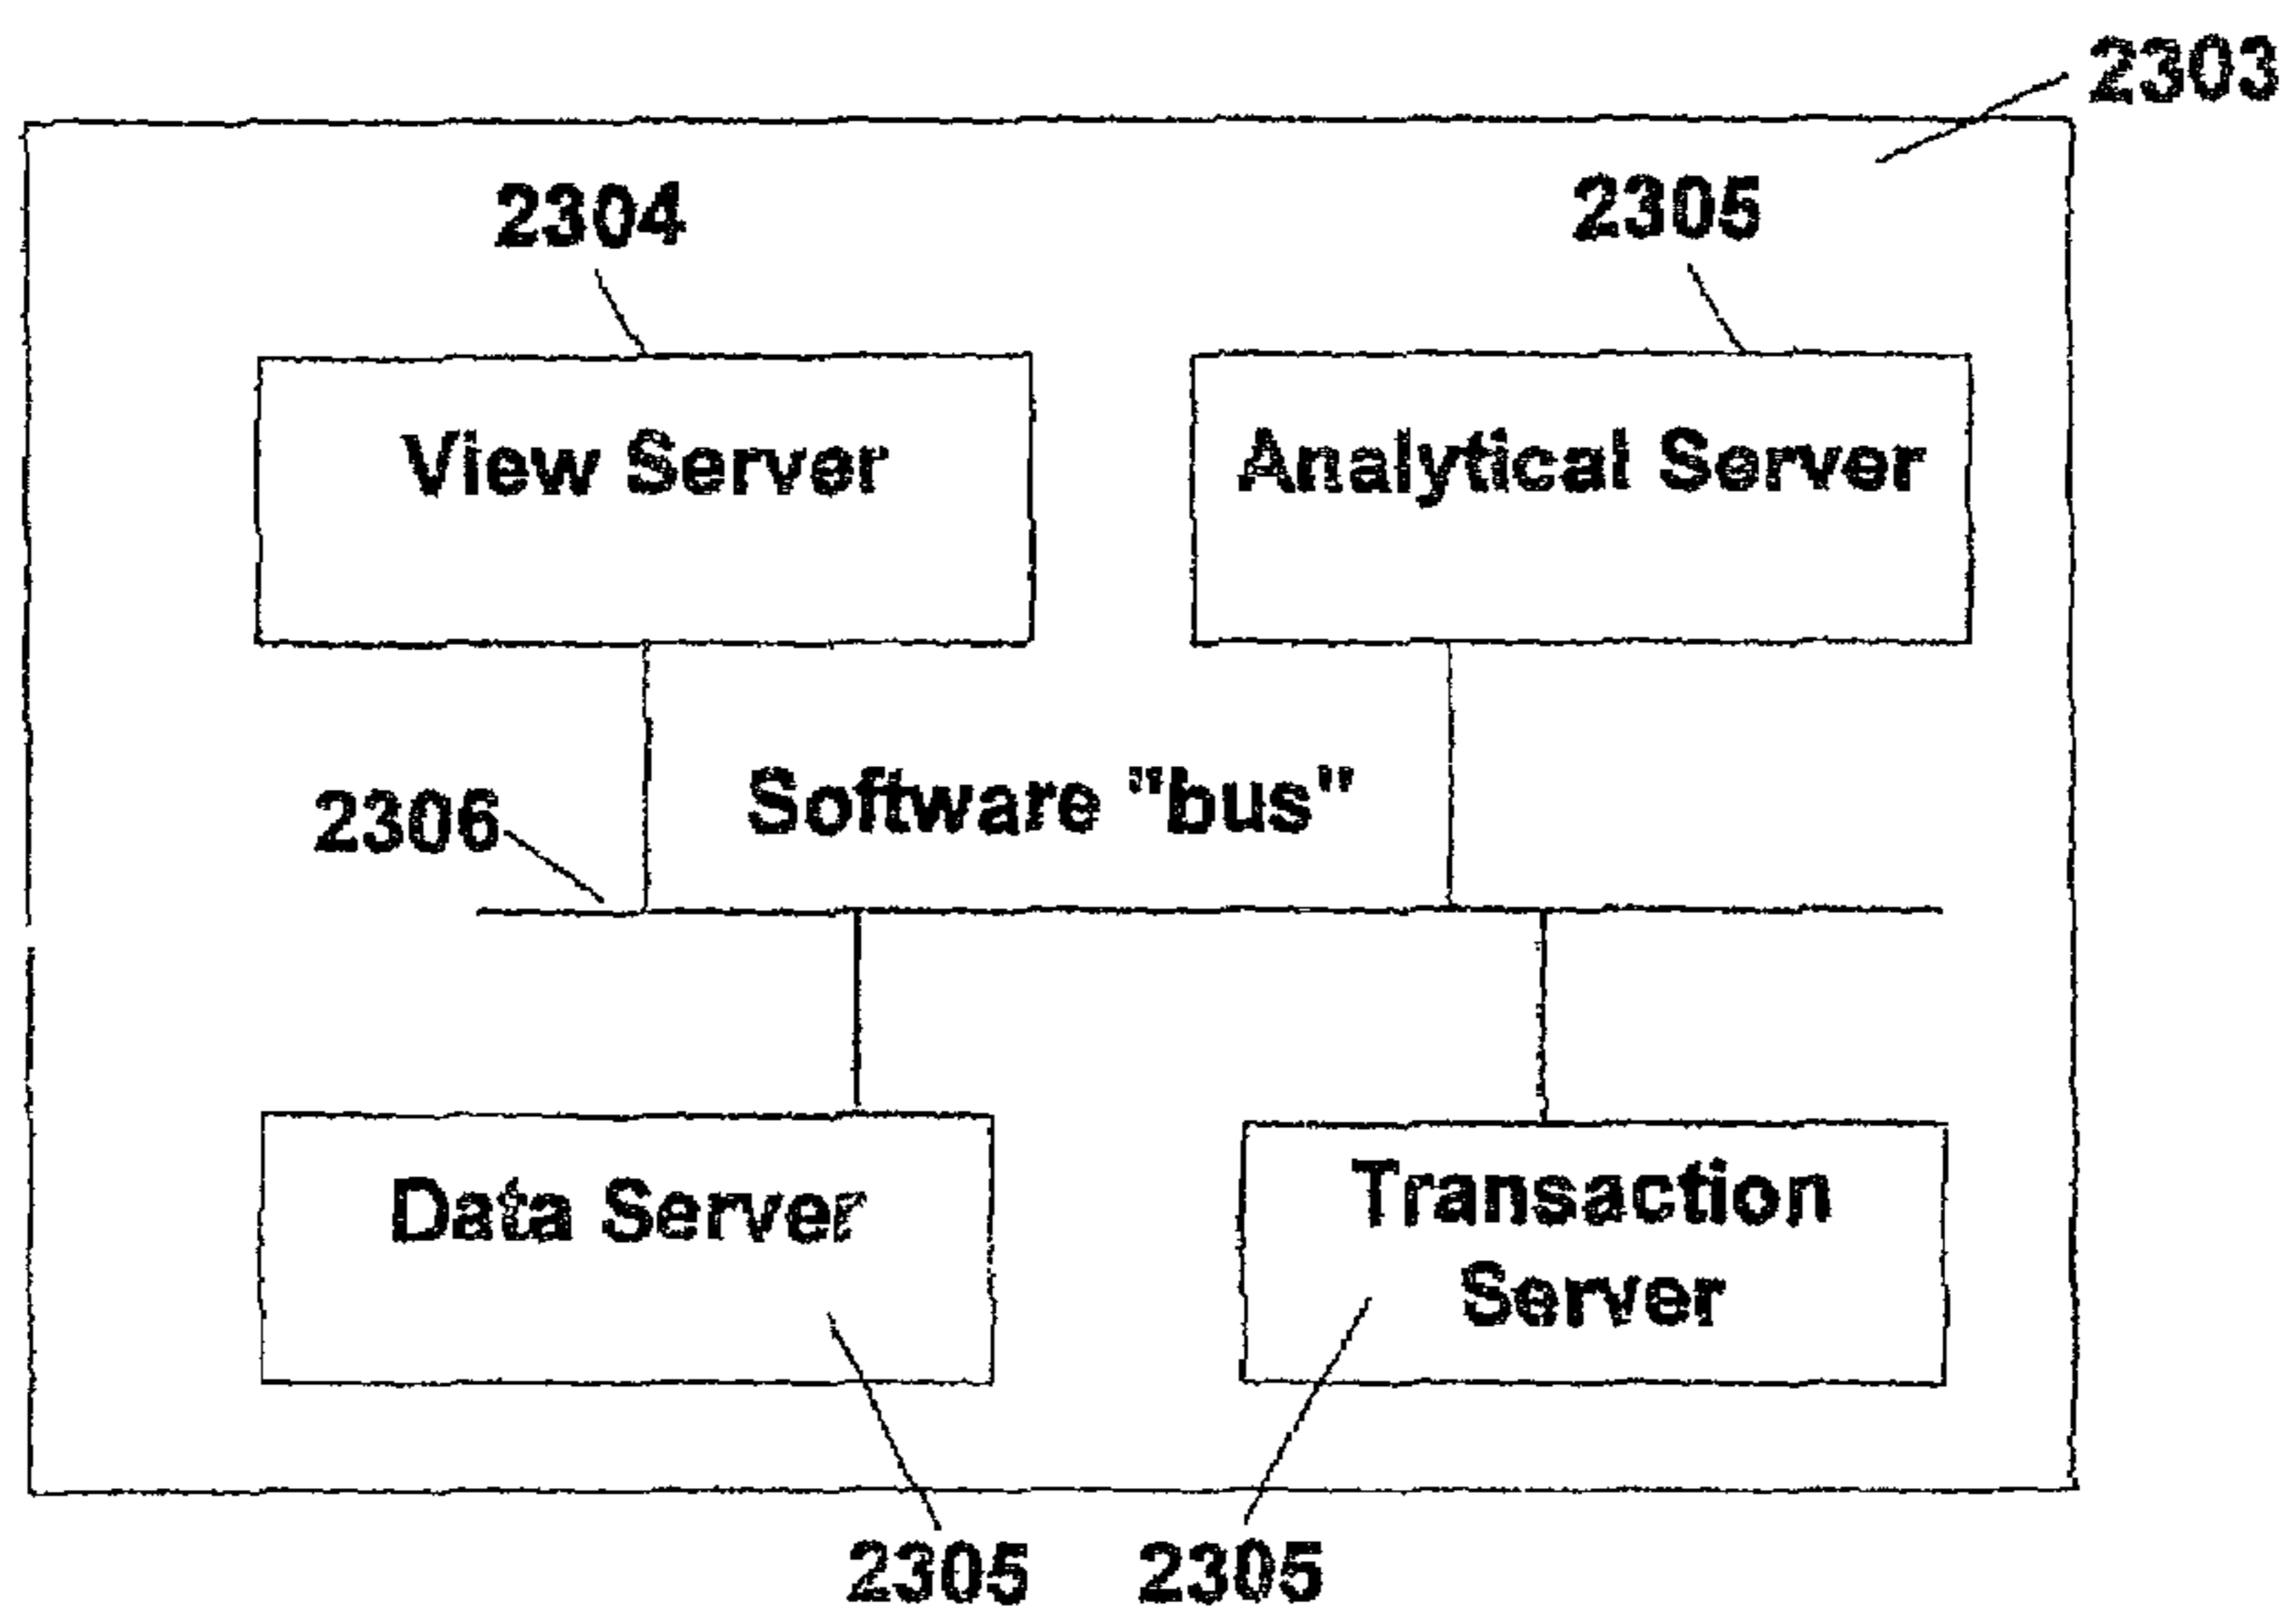 2303
2304
2305
View Server
Analytical Server
Software "bus"
2306
Data Server
Transaction
Server
2305
2305